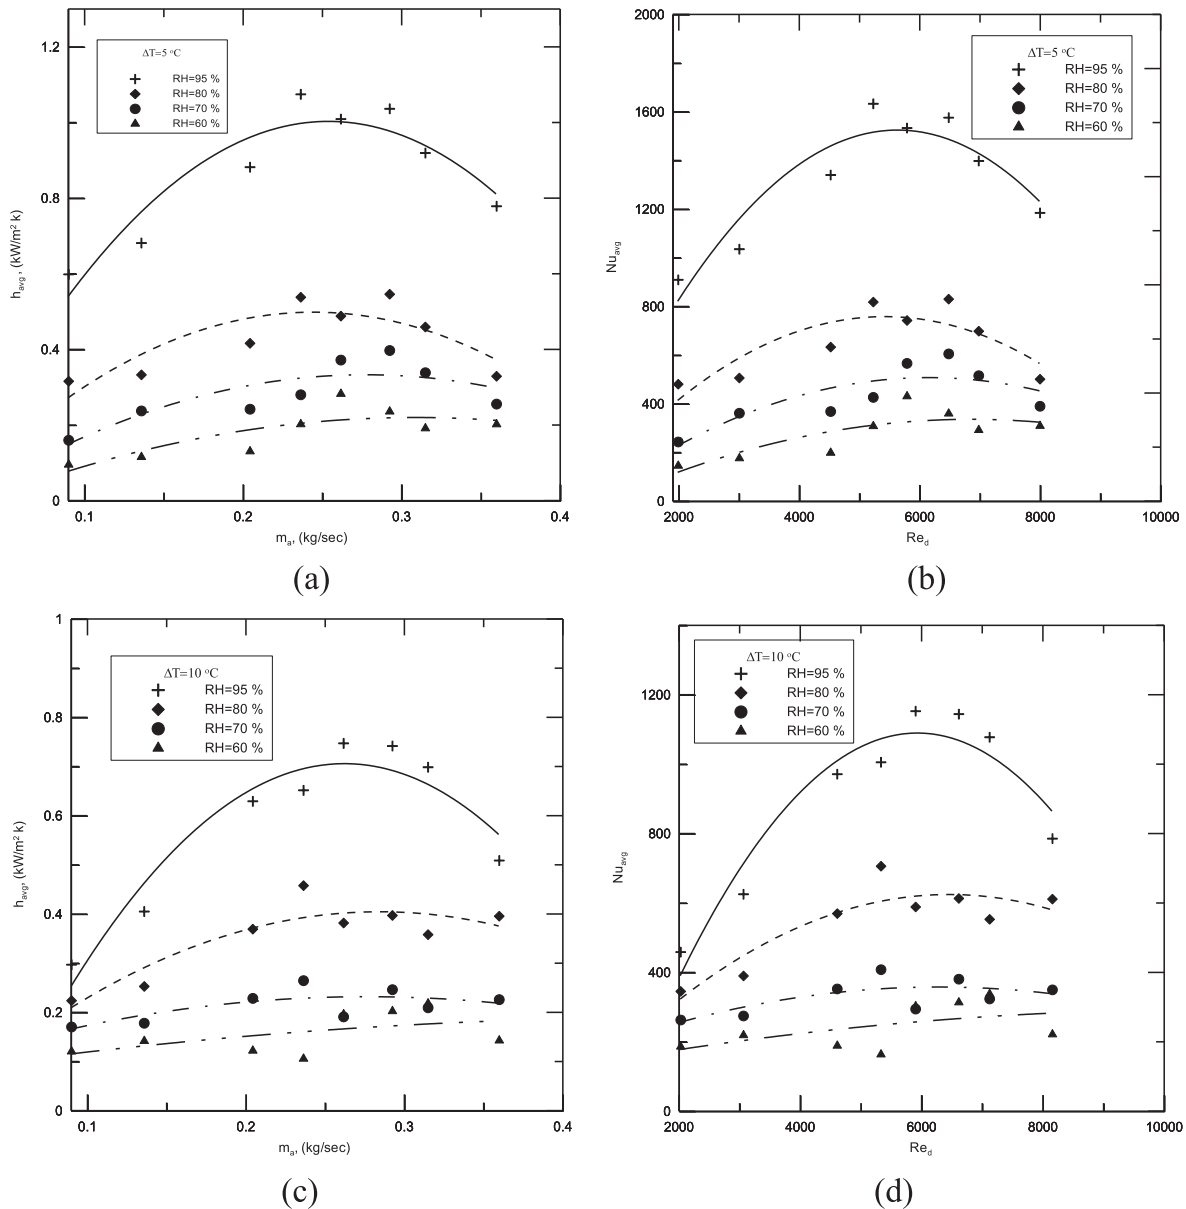 1.2
0.8
0.4
0
h_avg, (kW/m² k)
ΔT=5 °C
RH=95 %
RH=80 %
RH=70 %
RH=60 %
0.1
0.2
0.3
0.4
m_a, (kg/sec)
(a)
2000
1600
1200
800
400
0
Nu_avg
ΔT=5 °C
RH=95 %
RH=80 %
RH=70 %
RH=60 %
2000
4000
6000
8000
10000
Re_d
(b)
1
0.8
0.6
0.4
0.2
0
h_avg, (kW/m² k)
ΔT=10 °C
RH=95 %
RH=80 %
RH=70 %
RH=60 %
0.1
0.2
0.3
0.4
m_a, (kg/sec)
(c)
1200
800
400
0
Nu_avg
ΔT=10 °C
RH=95 %
RH=80 %
RH=70 %
RH=60 %
2000
4000
6000
8000
10000
Re_d
(d)